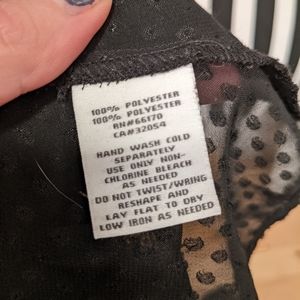 100% POLYESTER
100% POLYESTER
RN#66170
CA#32054
HAND WASH COLD
SEPARATELY
USE ONLY NON-
CHLORINE BLEACH
AS NEEDED
DO NOT TWIST/WRING
RESHAPE AND
LAY FLAT TO DRY
LOW IRON AS NEEDED